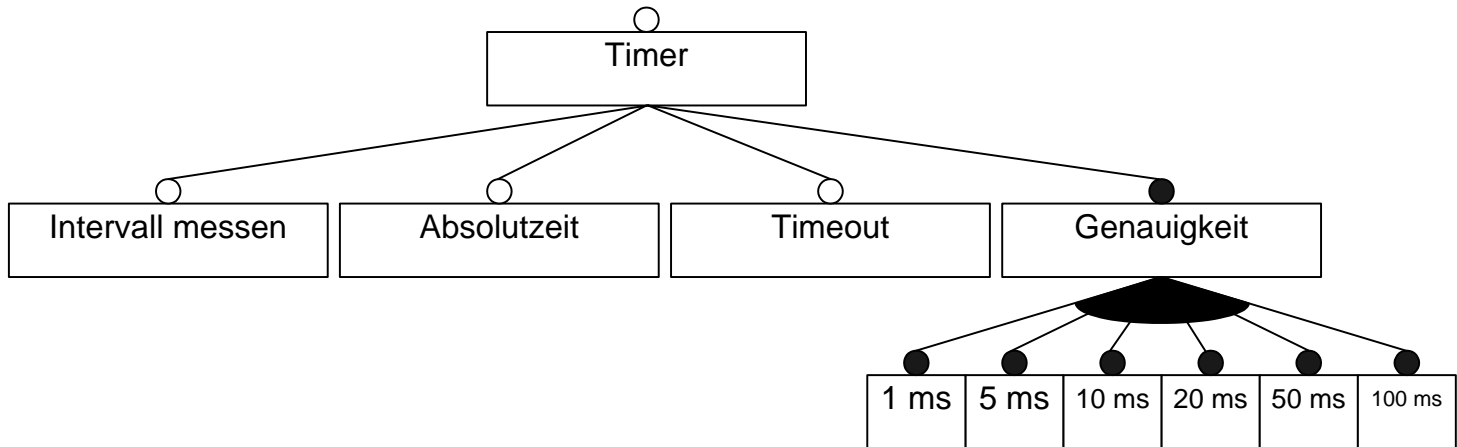 Timer
Intervall messen
Absolutzeit
Timeout
Genauigkeit
1 ms
5 ms
10 ms
20 ms
50 ms
100 ms